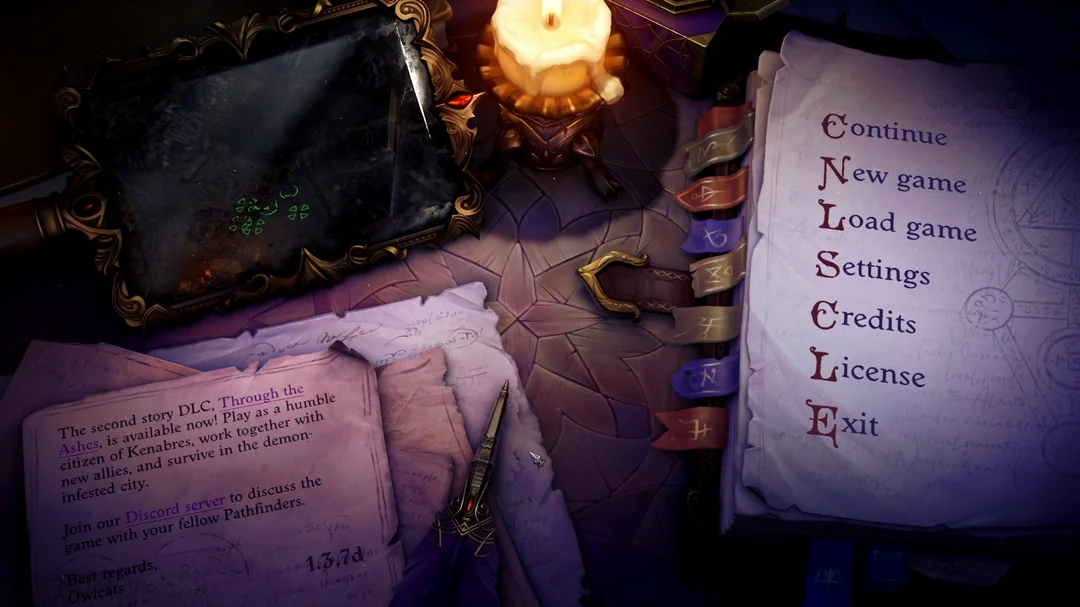 Continue
New game
Load game
Settings
Credits
License
Exit
The second story DLC, Through the
Ashes, is available now! Play as a humble
citizen of Kenabres, work together with
new allies, and survive in the demon-
infested city.
Join our Discord server to discuss the
game with your fellow Pathfinders.
Best regards,
Owlcats
1.3.7d